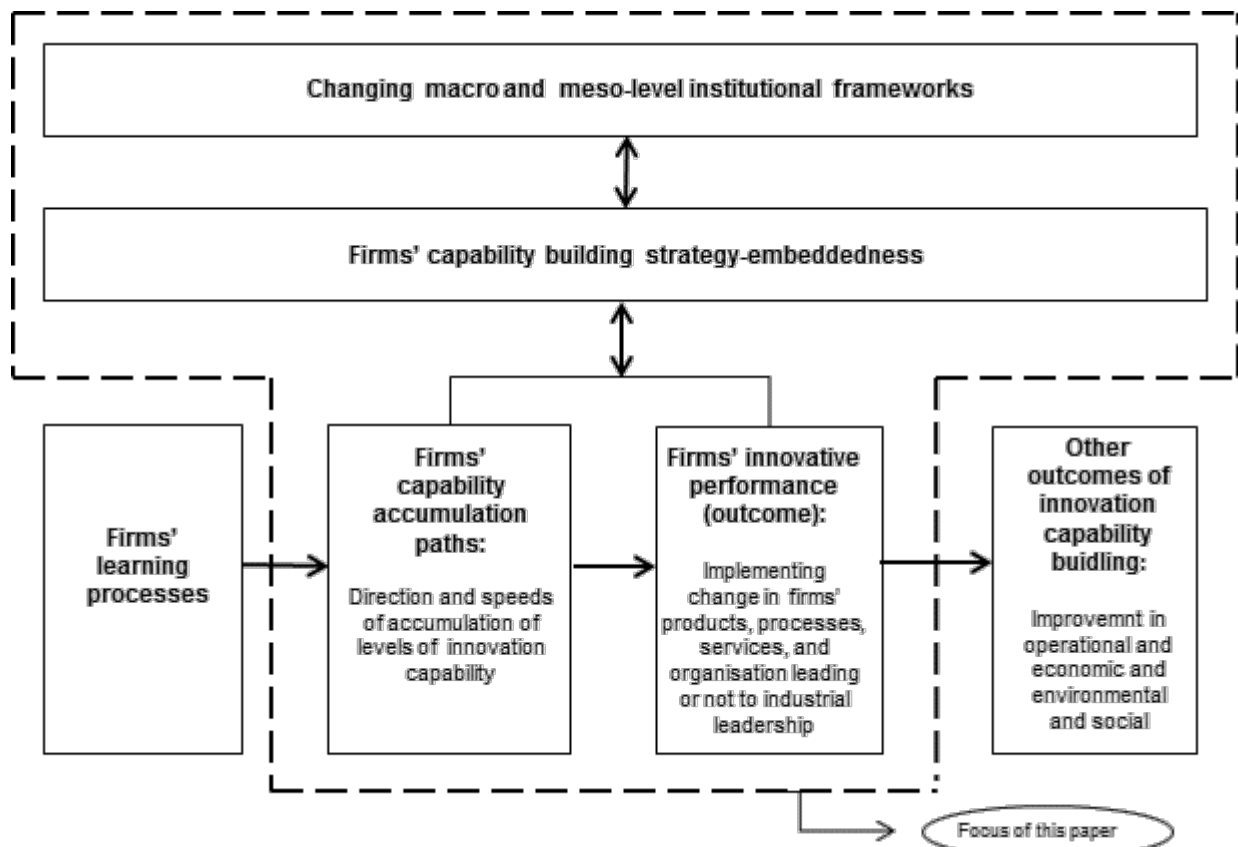 Changing macro and meso-level institutional frameworks
Firms' capability building strategy-embeddedness
Firms'
learning
processes
Firms'
capability
accumulation
paths:
Direction and speeds
of accumulation of
levels of innovation
capability
Firms' innovative
performance
(outcome):
Implementing
change in firms'
products, processes,
services, and
organisation leading
or not to industrial
leadership
Other
outcomes of
innovation
capability
buidling:
Improvemnt in
operational and
economic and
environmental
and social
Focus of this paper